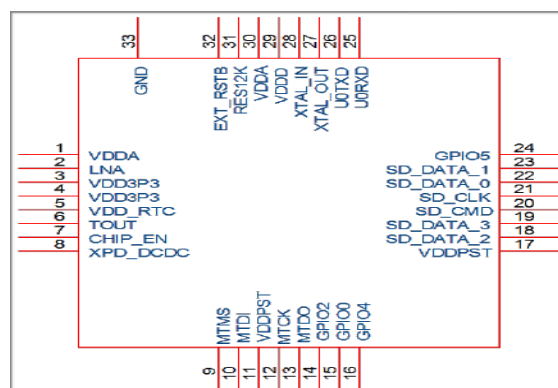 33 32 31 30 29 28 27 26 25
GND EXT_RSTB RES12K VDDA VDDD XTAL_IN XTAL_OUT U0TXD U0RXD
1 VDDA GPIO5 24
2 LNA SD_DATA_1 23
3 VDD3P3 SD_DATA_0 22
4 VDD3P3 SD_CLK 21
5 VDD_RTC SD_CMD 20
6 TOUT SD_DATA_3 19
7 CHIP_EN SD_DATA_2 18
8 XPD_DCDC VDDPST 17
MTMS MTDI VDDPST MTCK MTDO GPIO2 GPIO0 GPIO4
9 10 11 12 13 14 15 16